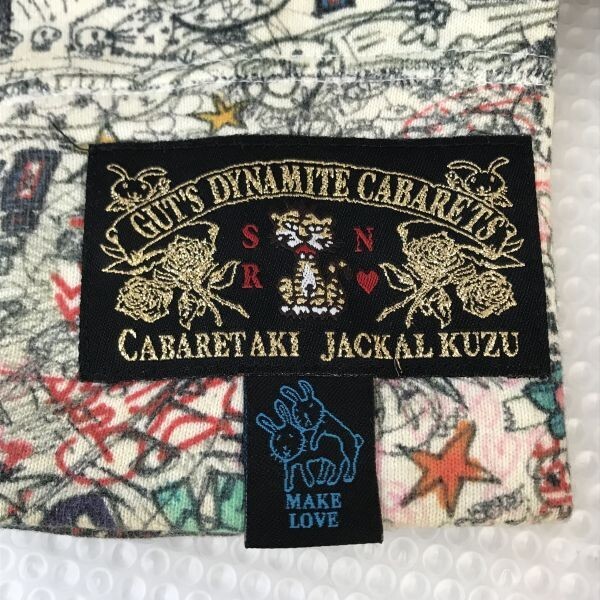 GUT'S DYNAMITE CABARETS
S N
R ♥
CABARETAKI JACKAL KUZU
MAKE
LOVE